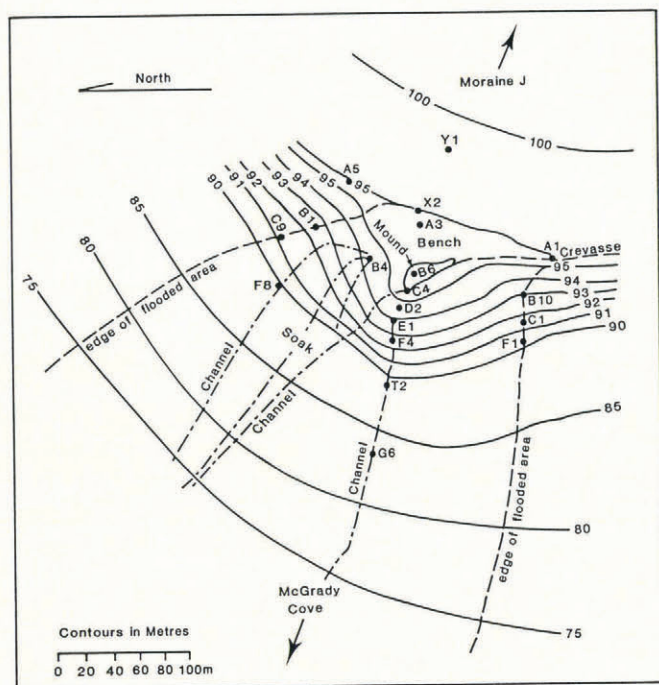 North
Moraine J
100
100
Y1
A5
95
90
91
92
93
94
95
X2
A3
Bench
85
C9
B1
Mound
A1
Crevasse
80
B4
B6
95
C4
94
75
F8
D2
B10
93
92
E1
C1
91
F4
F1
90
edge of flooded area
Soak
Channel
Channel
T2
85
G6
Channel
edge of flooded area
80
McGrady
Cove
75
Contours in Metres
0 20 40 60 80 100m